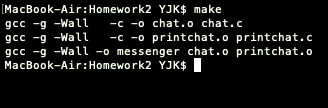 [MacBook-Air:Homework2 YJK$ make
gcc -g -Wall   -c -o chat.o chat.c
gcc -g -Wall   -c -o printchat.o printchat.c
gcc -g -Wall -o messenger chat.o printchat.o
MacBook-Air:Homework2 YJK$